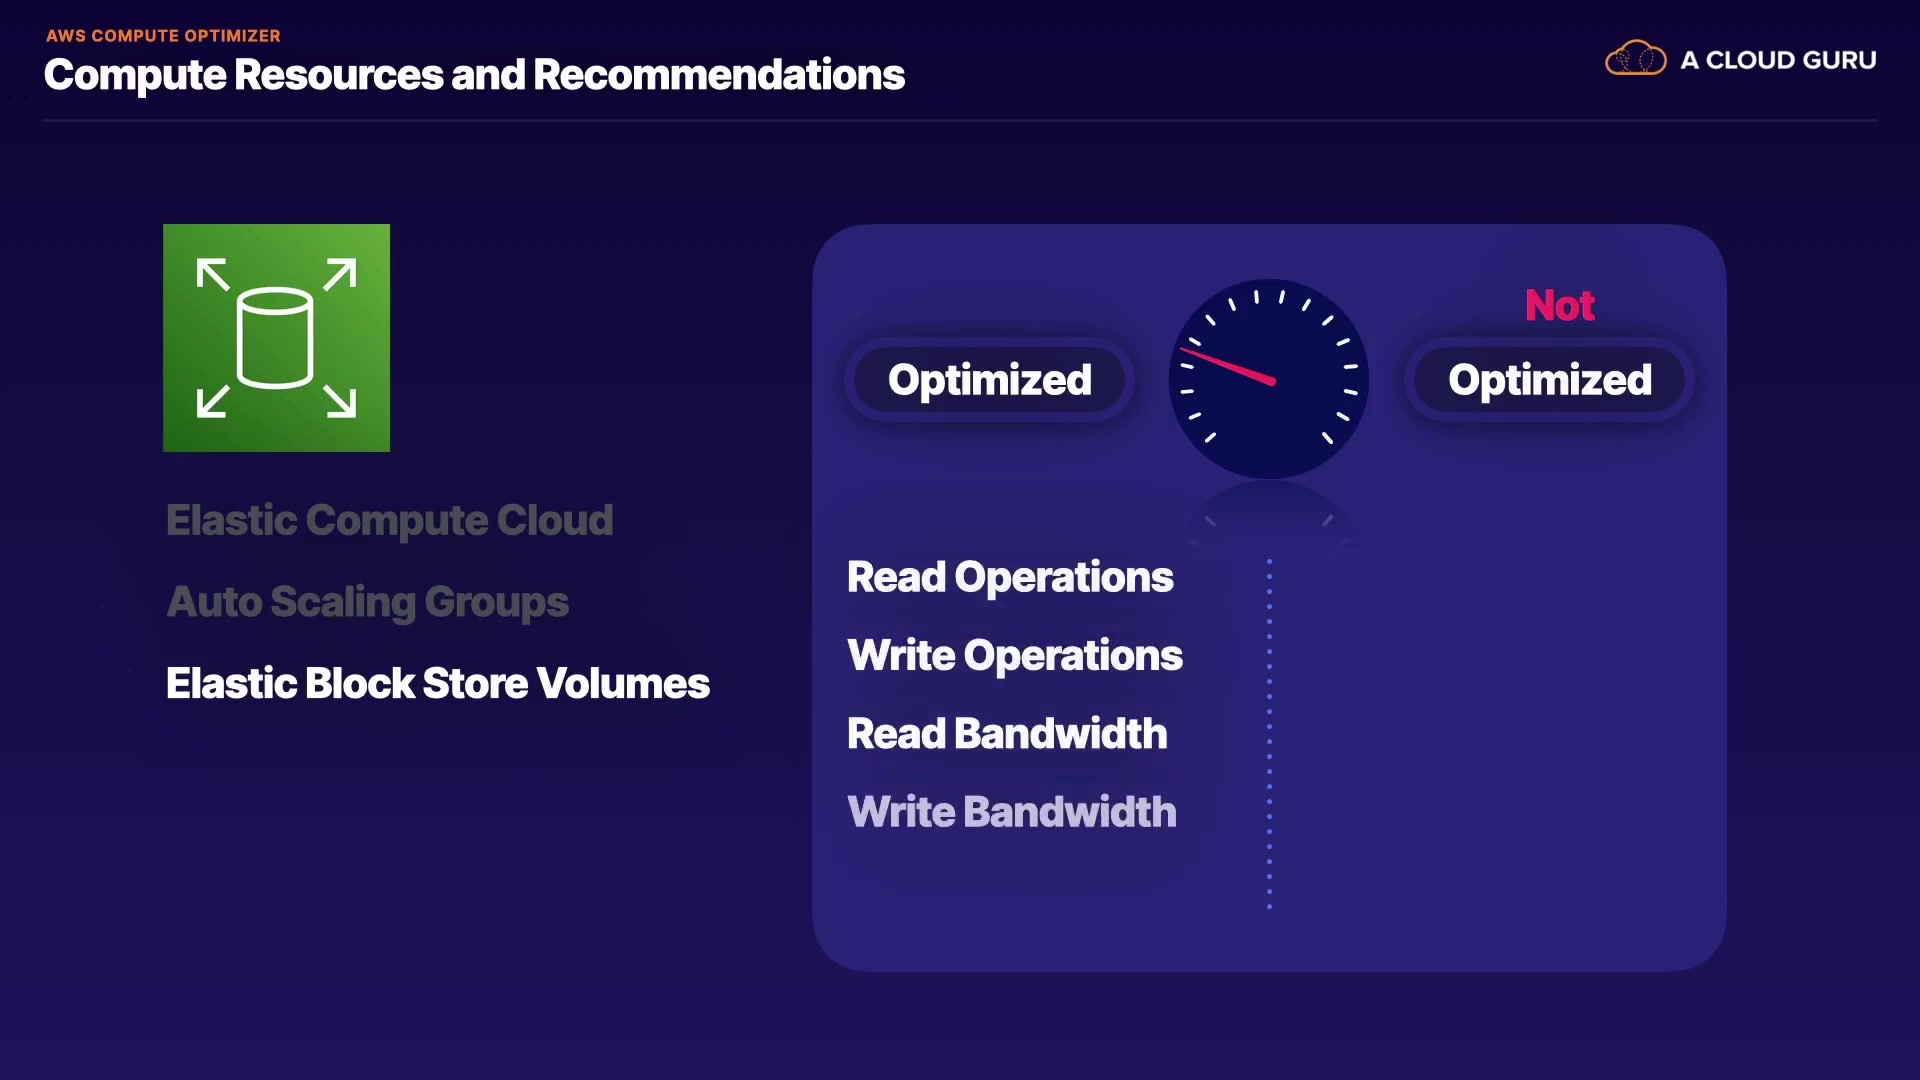 AWS COMPUTE OPTIMIZER
Compute Resources and Recommendations
A CLOUD GURU
Elastic Compute Cloud
Auto Scaling Groups
Elastic Block Store Volumes
Optimized
Not
Optimized
Read Operations
Write Operations
Read Bandwidth
Write Bandwidth